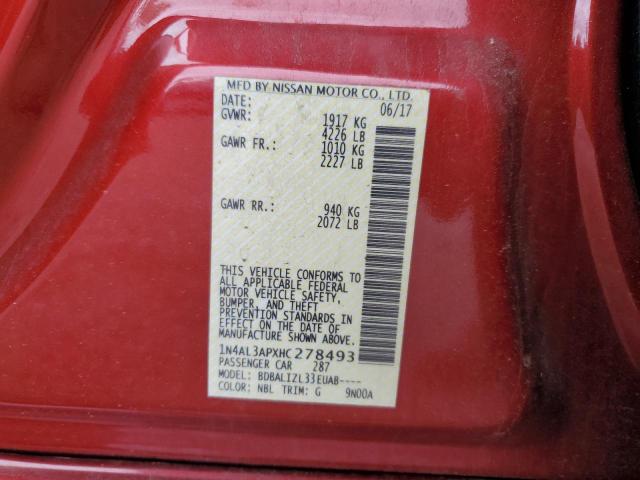 MFD BY NISSAN MOTOR CO., LTD.
DATE: 06/17
GVWR: 1917 KG
4226 LB
GAWR FR.: 1010 KG
2227 LB
GAWR RR.: 940 KG
2072 LB
THIS VEHICLE CONFORMS TO
ALL APPLICABLE FEDERAL
MOTOR VEHICLE SAFETY,
BUMPER, AND THEFT
PREVENTION STANDARDS IN
EFFECT ON THE DATE OF
MANUFACTURE SHOWN ABOVE.
1N4AL3APXHC278493
PASSENGER CAR 287
MODEL: BDBALIZL33EUAB----
COLOR: NBL TRIM: G 9N00A